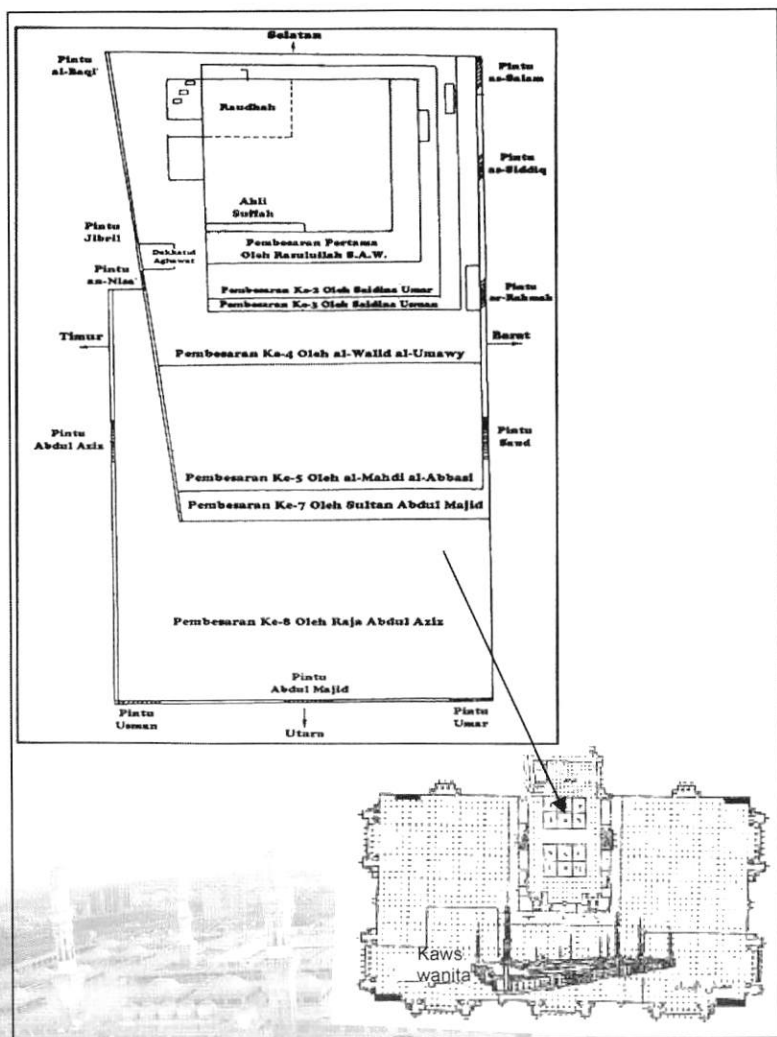 Selatan
Pintu
al-Baqi'
Pintu
as-Salam
Raudhah
Pintu
as-Siddiq
Ahli
Suffah
Pintu
Jibril
Dakkatul
Aghawat
Pembesaran Pertama
Oleh Rasulullah S.A.W.
Pintu
an-Nisa'
Pembesaran Ke-2 Oleh Saidina Umar
Pembesaran Ke-3 Oleh Saidina Usman
Pintu
ar-Rahmah
Timur
Barat
Pembesaran Ke-4 Oleh al-Walid al-Umawy
Pintu
Abdul Aziz
Pintu
Saud
Pembesaran Ke-5 Oleh al-Mahdi al-Abbasi
Pembesaran Ke-7 Oleh Sultan Abdul Majid
Pembesaran Ke-8 Oleh Raja Abdul Aziz
Pintu
Abdul Majid
Pintu
Usman
Pintu
Umar
Utara
Kaws
wanita